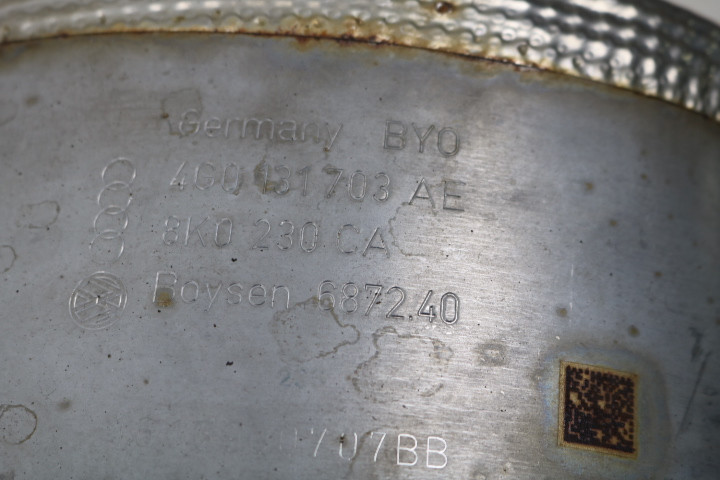 Germany BYO
4G0 131 703 AE
8K0 230 CA
Boysen 6872.40
707BB